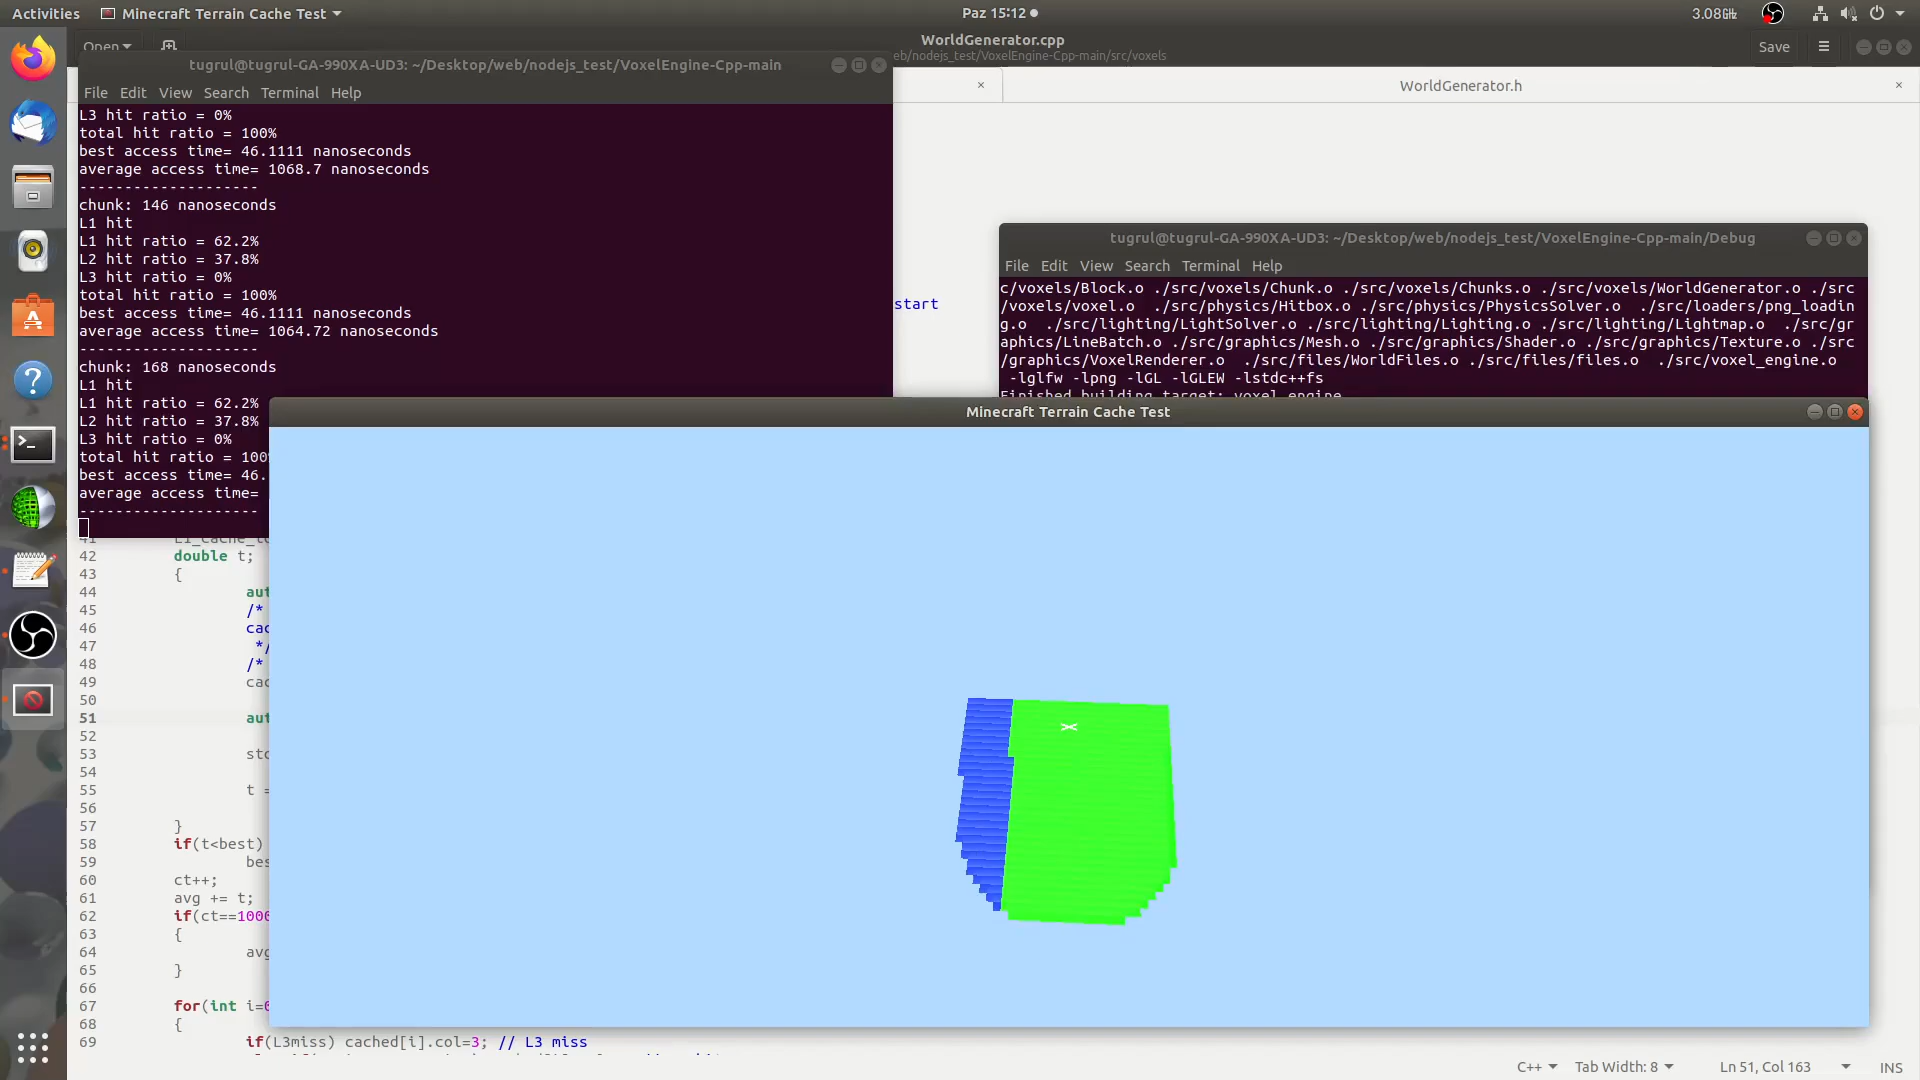 Activities
Minecraft Terrain Cache Test
Paz 15:12
3.08GHz
Open
WorldGenerator.cpp
eb/nodejs_test/VoxelEngine-Cpp-main/src/voxels
Save
WorldGenerator.h
tugrul@tugrul-GA-990XA-UD3: ~/Desktop/web/nodejs_test/VoxelEngine-Cpp-main
File Edit View Search Terminal Help
L3 hit ratio = 0%
total hit ratio = 100%
best access time= 46.1111 nanoseconds
average access time= 1068.7 nanoseconds
--------------------
chunk: 146 nanoseconds
L1 hit
L1 hit ratio = 62.2%
L2 hit ratio = 37.8%
L3 hit ratio = 0%
total hit ratio = 100%
best access time= 46.1111 nanoseconds
average access time= 1064.72 nanoseconds
--------------------
chunk: 168 nanoseconds
L1 hit
L1 hit ratio = 62.2%
L2 hit ratio = 37.8%
L3 hit ratio = 0%
total hit ratio = 100
best access time= 46.
average access time=
--------------------
start
tugrul@tugrul-GA-990XA-UD3: ~/Desktop/web/nodejs_test/VoxelEngine-Cpp-main/Debug
File Edit View Search Terminal Help
c/voxels/Block.o ./src/voxels/Chunk.o ./src/voxels/Chunks.o ./src/voxels/WorldGenerator.o ./src
/voxels/voxel.o  ./src/physics/Hitbox.o ./src/physics/PhysicsSolver.o  ./src/loaders/png_loadin
g.o  ./src/lighting/LightSolver.o ./src/lighting/Lighting.o ./src/lighting/Lightmap.o  ./src/gr
aphics/LineBatch.o ./src/graphics/Mesh.o ./src/graphics/Shader.o ./src/graphics/Texture.o ./src
/graphics/VoxelRenderer.o  ./src/files/WorldFiles.o ./src/files/files.o  ./src/voxel_engine.o
-lglfw -lpng -lGL -lGLEW -lstdc++fs
Finished building target: voxel_engine
Minecraft Terrain Cache Test
41
42 double t;
43 {
44 aut
45 /*
46 cac
47 */
48 /*
49 cac
50
51 aut
52
53 std
54
55 t =
56
57 }
58 if(t<best)
59 bes
60 ct++;
61 avg += t;
62 if(ct==1000
63 {
64 avg
65 }
66
67 for(int i=0
68 {
69 if(L3miss) cached[i].col=3; // L3 miss
C++ Tab Width: 8 Ln 51, Col 163 INS